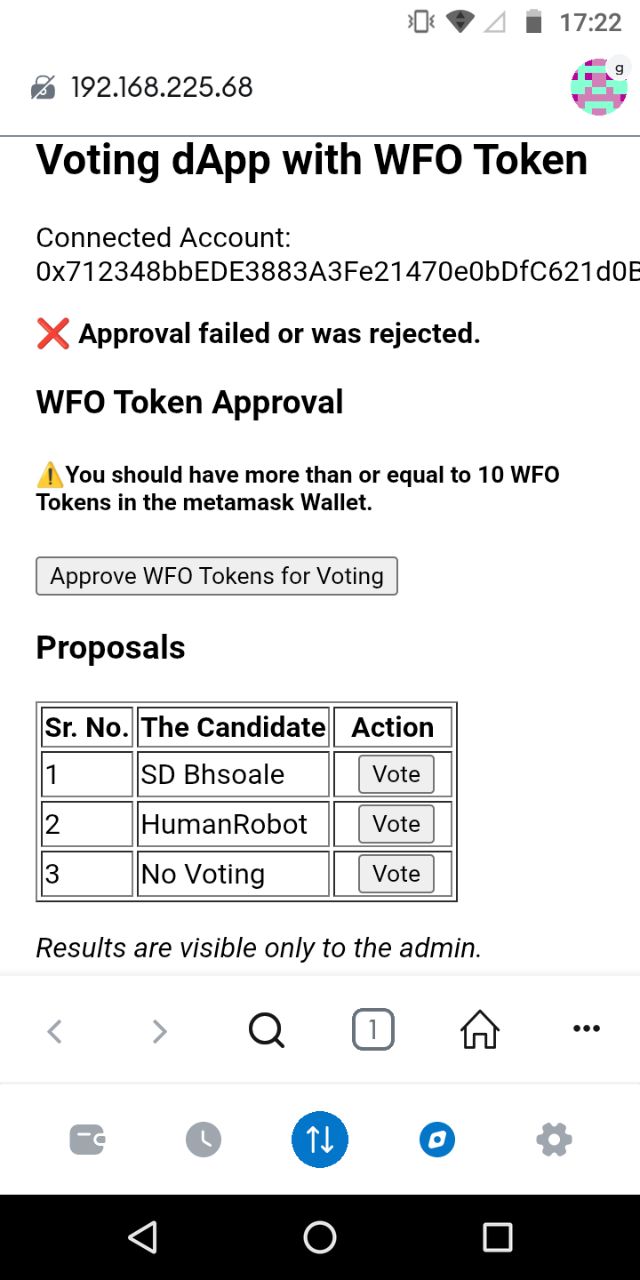 17:22
192.168.225.68
g
Voting dApp with WFO Token
Connected Account:
0x712348bbEDE3883A3Fe21470e0bDfC621d0B
❌ Approval failed or was rejected.
WFO Token Approval
⚠️You should have more than or equal to 10 WFO
Tokens in the metamask Wallet.
Approve WFO Tokens for Voting
Proposals
Sr. No. The Candidate Action
1 SD Bhsoale Vote
2 HumanRobot Vote
3 No Voting Vote
Results are visible only to the admin.
1